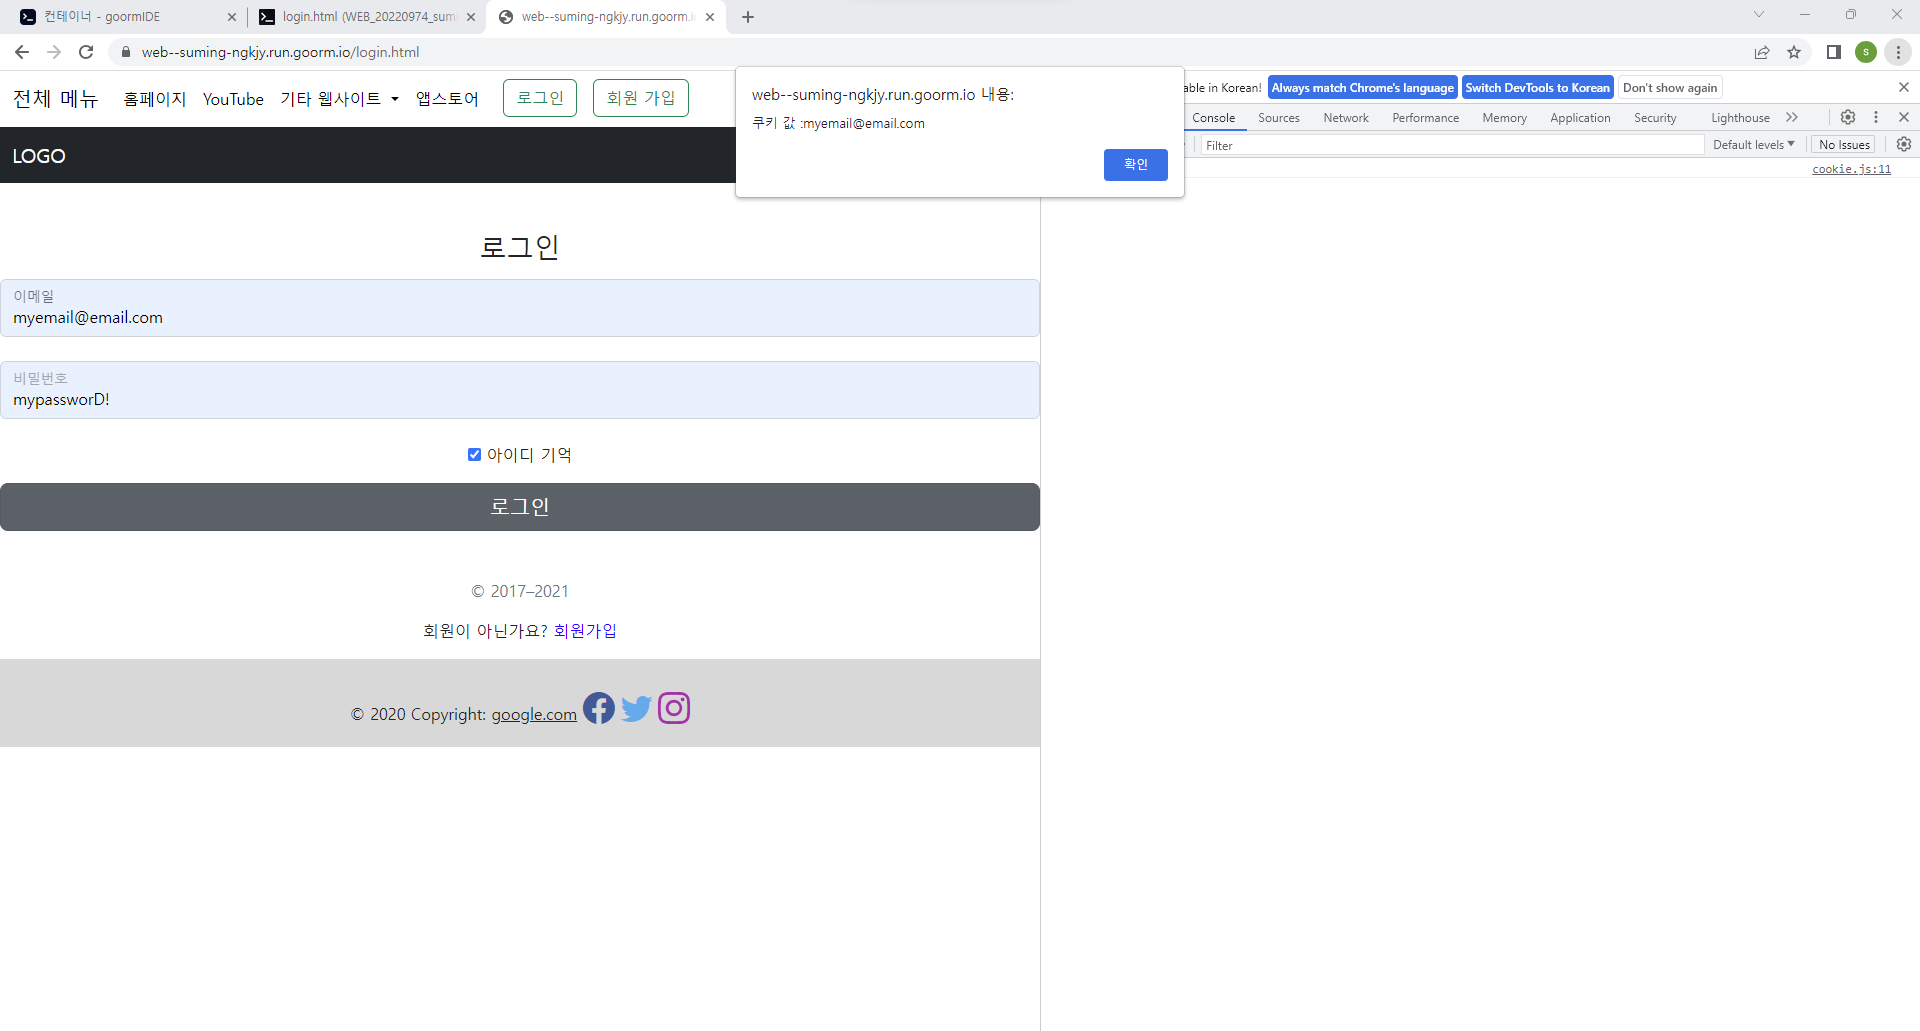 컨테이너 - goormIDE
login.html (WEB_20220974_sum
web--suming-ngkjy.run.goorm.i
web--suming-ngkjy.run.goorm.io/login.html
s
전체 메뉴 홈페이지 YouTube 기타 웹사이트 앱스토어 로그인 회원 가입
web--suming-ngkjy.run.goorm.io 내용:
쿠키 값 :myemail@email.com
확인
able in Korean! Always match Chrome's language Switch DevTools to Korean Don't show again
Console Sources Network Performance Memory Application Security Lighthouse
Filter Default levels No Issues
cookie.js:11
LOGO
로그인
이메일
myemail@email.com
비밀번호
mypassworD!
아이디 기억
로그인
© 2017–2021
회원이 아닌가요? 회원가입
© 2020 Copyright: google.com